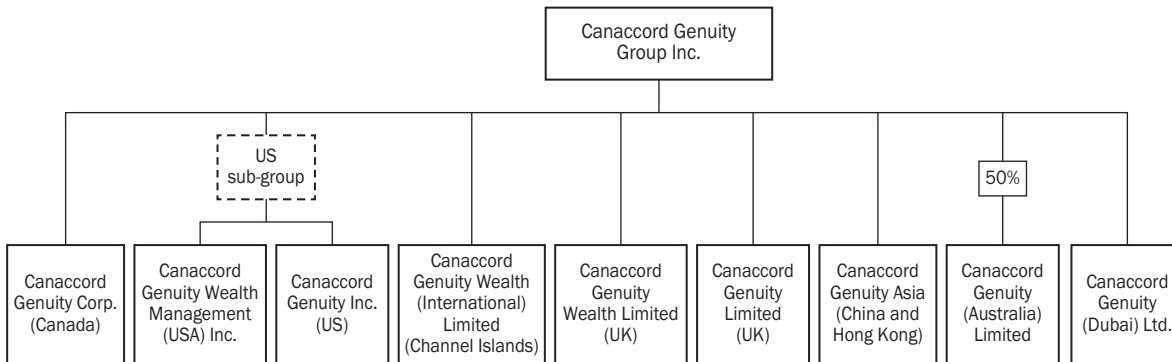 Canaccord Genuity
Group Inc.
US
sub-group
50%
Canaccord
Genuity Corp.
(Canada)
Canaccord
Genuity Wealth
Management
(USA) Inc.
Canaccord
Genuity Inc.
(US)
Canaccord
Genuity Wealth
(International)
Limited
(Channel Islands)
Canaccord
Genuity
Wealth Limited
(UK)
Canaccord
Genuity
Limited
(UK)
Canaccord
Genuity Asia
(China and
Hong Kong)
Canaccord
Genuity
(Australia)
Limited
Canaccord
Genuity
(Dubai) Ltd.